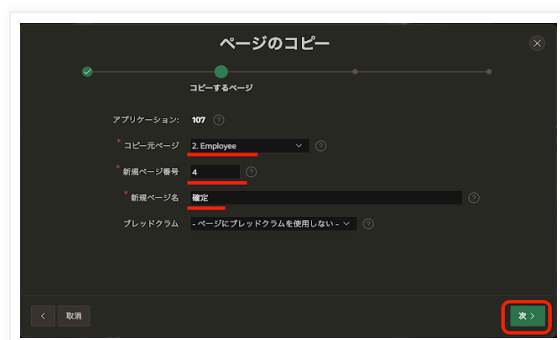 ページのコピー
コピーするページ
アプリケーション: 107
* コピー元ページ 2. Employee
* 新規ページ番号 4
* 新規ページ名 確定
ブレッドクラム - ページにブレッドクラムを使用しない -
取消 次 >